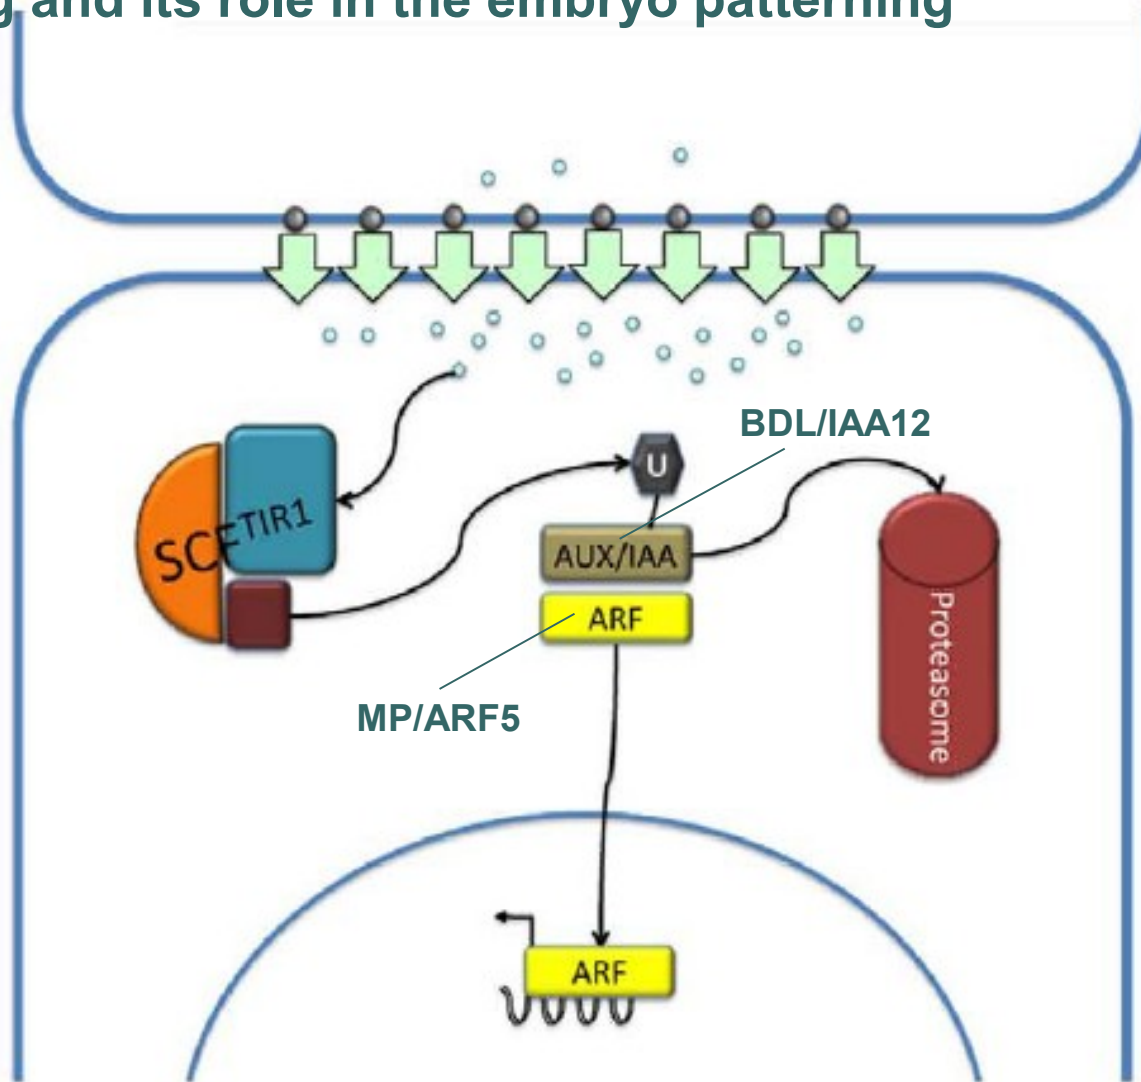 g and its role in the embryo patterning
BDL/IAA12
U
SCF TIR1
AUX/IAA
ARF
Proteasome
MP/ARF5
ARF